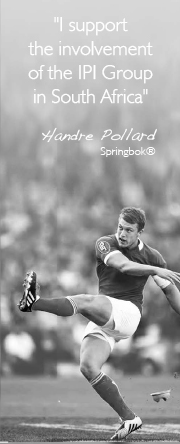 "I support
the involvement
of the IPI Group
in South Africa"
Handre Pollard
Springbok®